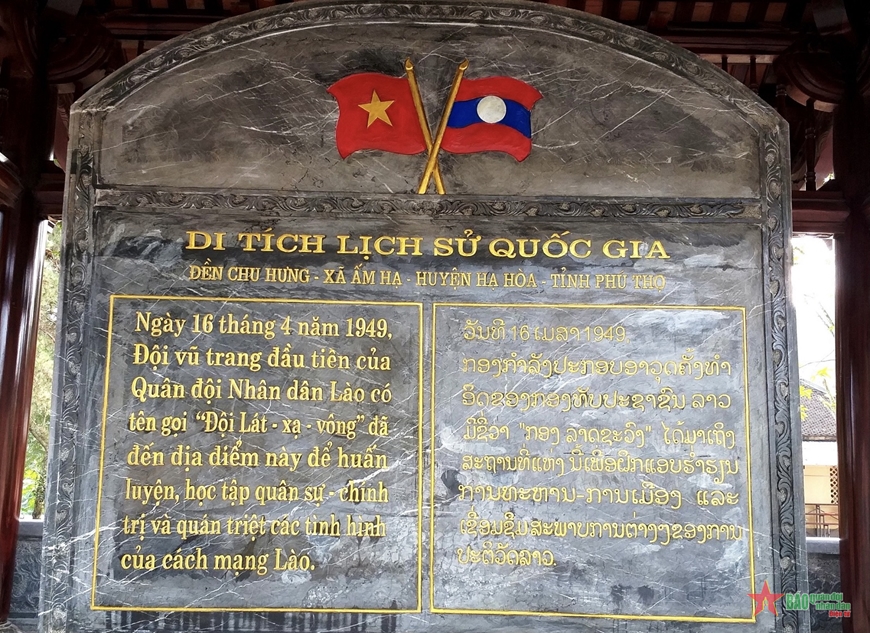 DI TÍCH LỊCH SỬ QUỐC GIA
ĐỀN CHU HƯNG - XÃ ẤM HẠ - HUYỆN HẠ HÒA - TỈNH PHÚ THỌ
Ngày 16 tháng 4 năm 1949,
Đội vũ trang đầu tiên của
Quân đội Nhân dân Lào có
tên gọi “Đội Lát - xạ - vông” đã
đến địa điểm này để huấn
luyện, học tập quân sự - chính
trị và quán triệt các tình hình
của cách mạng Lào.
ວັນທີ 16 ເມສາ 1949
ກອງກຳລັງປະກອບອາວຸດຄັ້ງທຳ
ອິດຂອງກອງທັບປະຊາຊົນ ລາວ
ມີຊື່ວ່າ "ກອງ ລາດຊະວົງ" ໄດ້ມາເຖິງ
ສະຖານທີ່ແຫ່ງ ນີ້ເພື່ອຝຶກແອບຮ່ຳຮຽນ
ການທະຫານ-ການເມືອງ ແລະ
ເຊື່ອມຊຶມສະພາບການຕ່າງໆຂອງການ
ປະຕິວັດລາວ.
BÁO quân đội
nhân dân
Điện tử